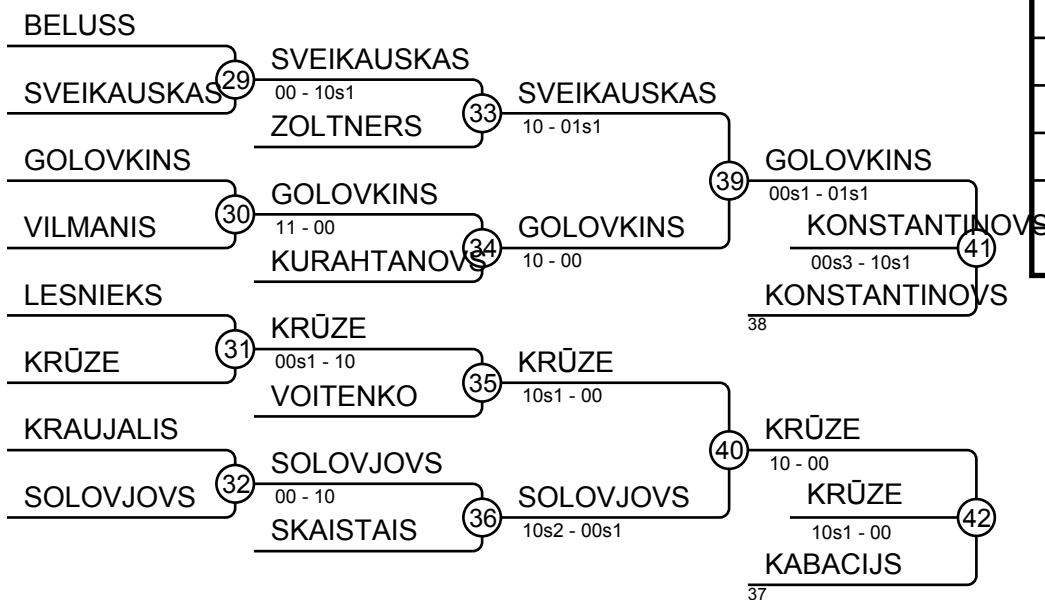 BELUSS
SVEIKAUSKAS
29
SVEIKAUSKAS
00 - 10s1
ZOLTNERS
33
SVEIKAUSKAS
10 - 01s1
GOLOVKINS
VILMANIS
30
GOLOVKINS
11 - 00
KURAHTANOVS
34
GOLOVKINS
10 - 00
39
GOLOVKINS
00s1 - 01s1
KONSTANTINOVS
41
00s3 - 10s1
KONSTANTINOVS
38
LESNIEKS
KRŪZE
31
KRŪZE
00s1 - 10
VOITENKO
35
KRŪZE
10s1 - 00
KRAUJALIS
SOLOVJOVS
32
SOLOVJOVS
00 - 10
SKAISTAIS
36
SOLOVJOVS
10s2 - 00s1
40
KRŪZE
10 - 00
KRŪZE
42
10s1 - 00
KABACIJS
37